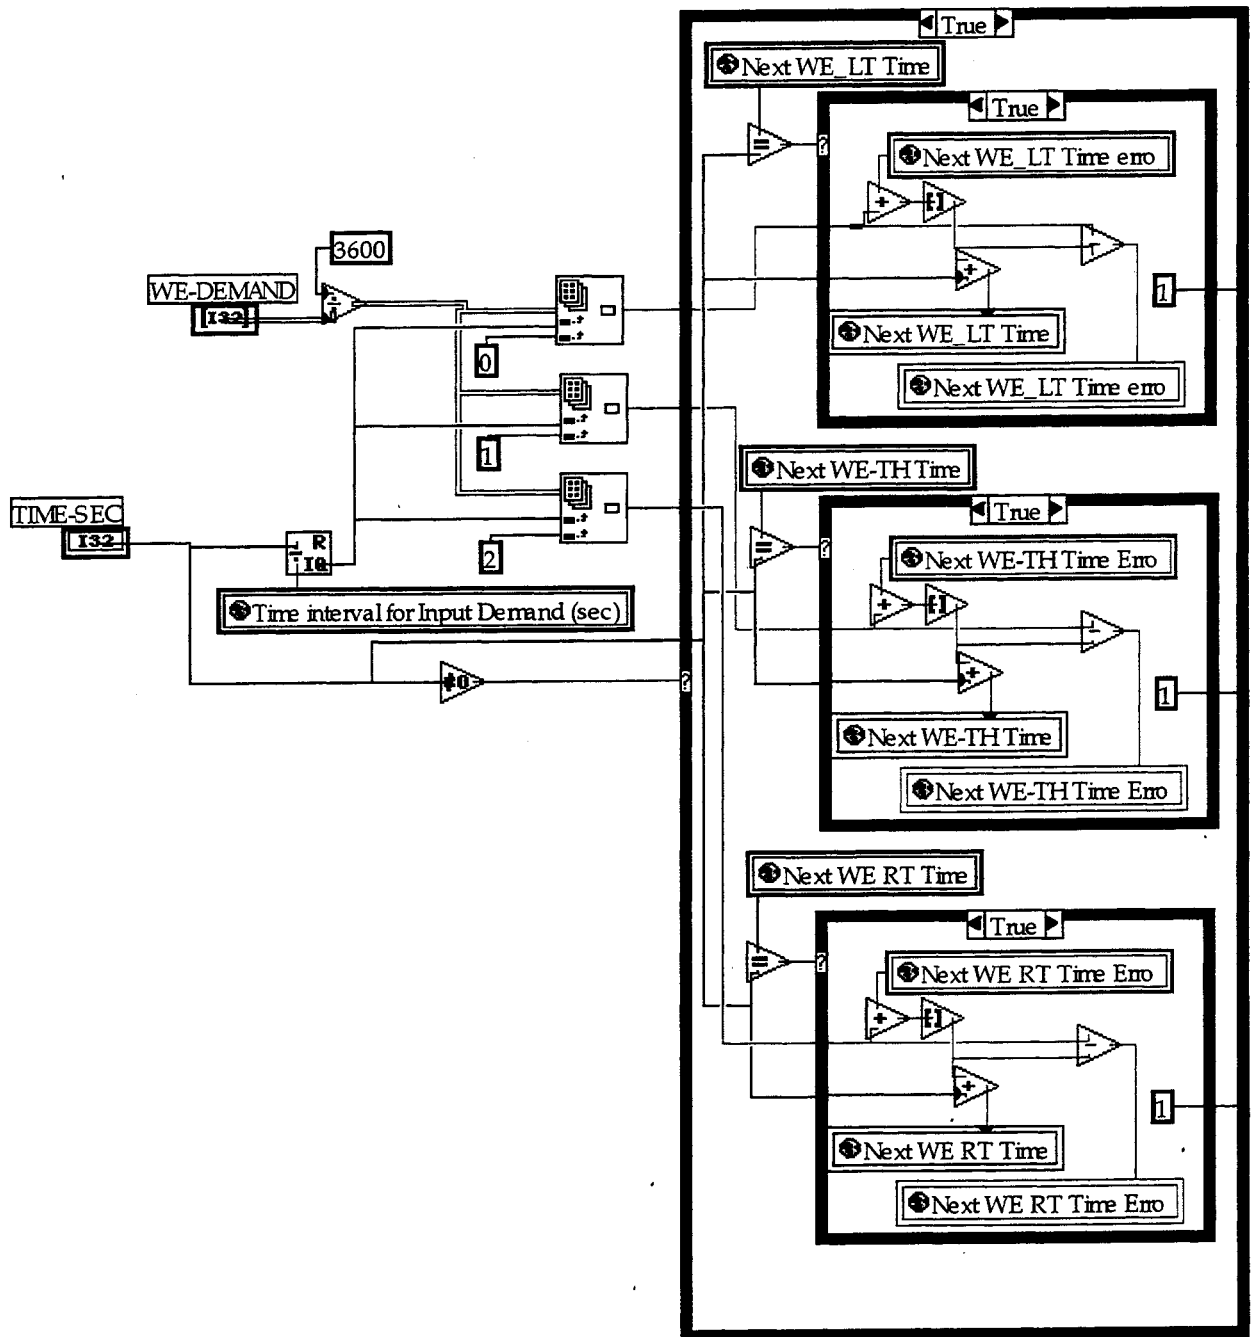 True
Next WE_LT Time
True
Next WE_LT Time erro
3600
WE-DEMAND
[I32]
1
0
Next WE_LT Time
Next WE_LT Time erro
1
Next WE-TH Time
TIME-SEC
I32
True
R
IQ
2
Next WE-TH Time Erro
Time interval for Input Demand (sec)
≠0
1
Next WE-TH Time
Next WE-TH Time Erro
Next WE RT Time
True
Next WE RT Time Erro
1
Next WE RT Time
Next WE RT Time Erro